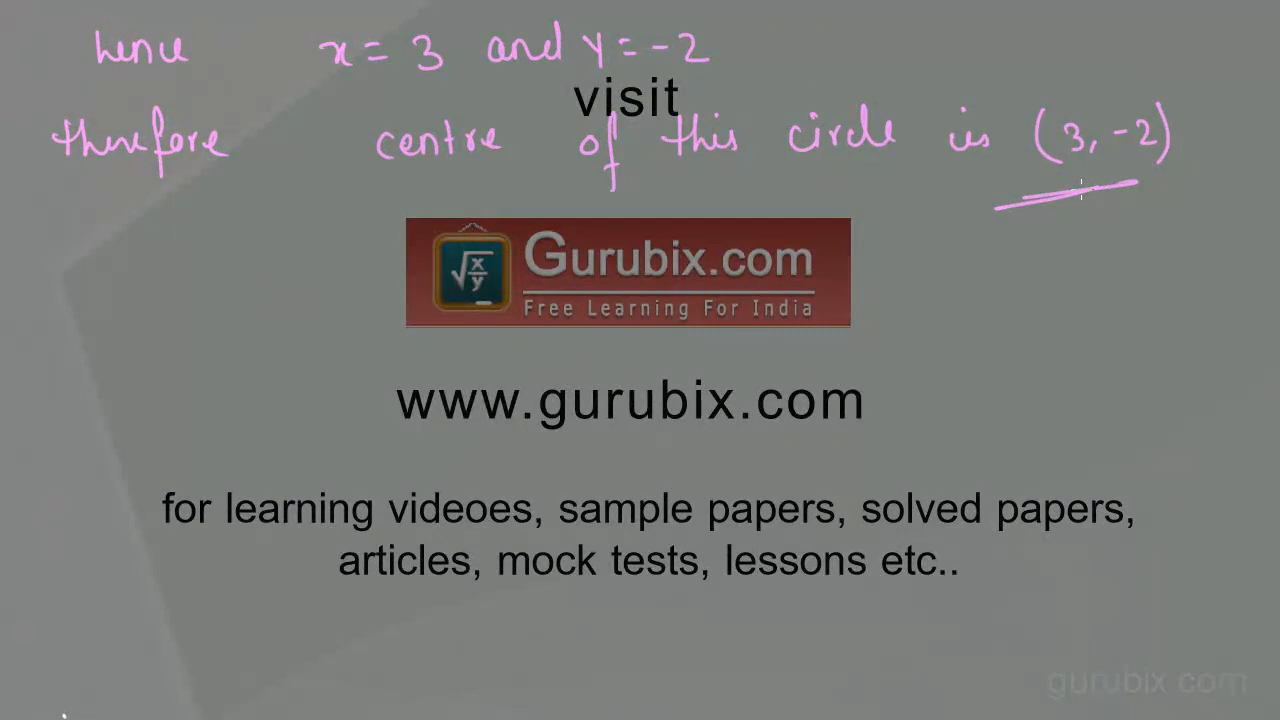 hence x = 3 and y = -2
visit
therefore centre of this circle is (3, -2)
√x/y
Gurubix.com
Free Learning For India
www.gurubix.com
for learning videoes, sample papers, solved papers,
articles, mock tests, lessons etc..
gurubix com